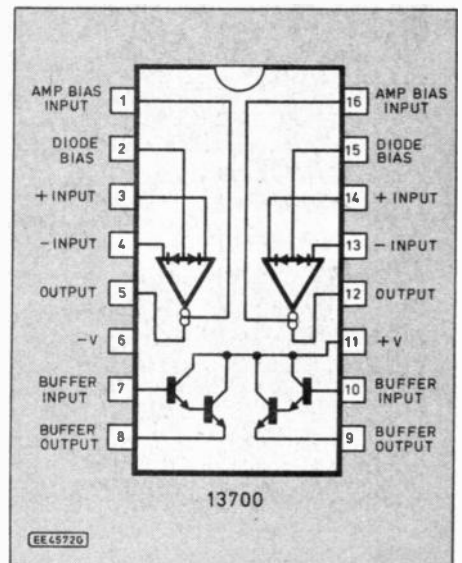 AMP BIAS
INPUT
1
DIODE
BIAS
2
+ INPUT
3
- INPUT
4
OUTPUT
5
-V
6
BUFFER
INPUT
7
BUFFER
OUTPUT
8
16
AMP BIAS
INPUT
15
DIODE
BIAS
14
+ INPUT
13
- INPUT
12
OUTPUT
11
+V
10
BUFFER
INPUT
9
BUFFER
OUTPUT
13700
EE4572G